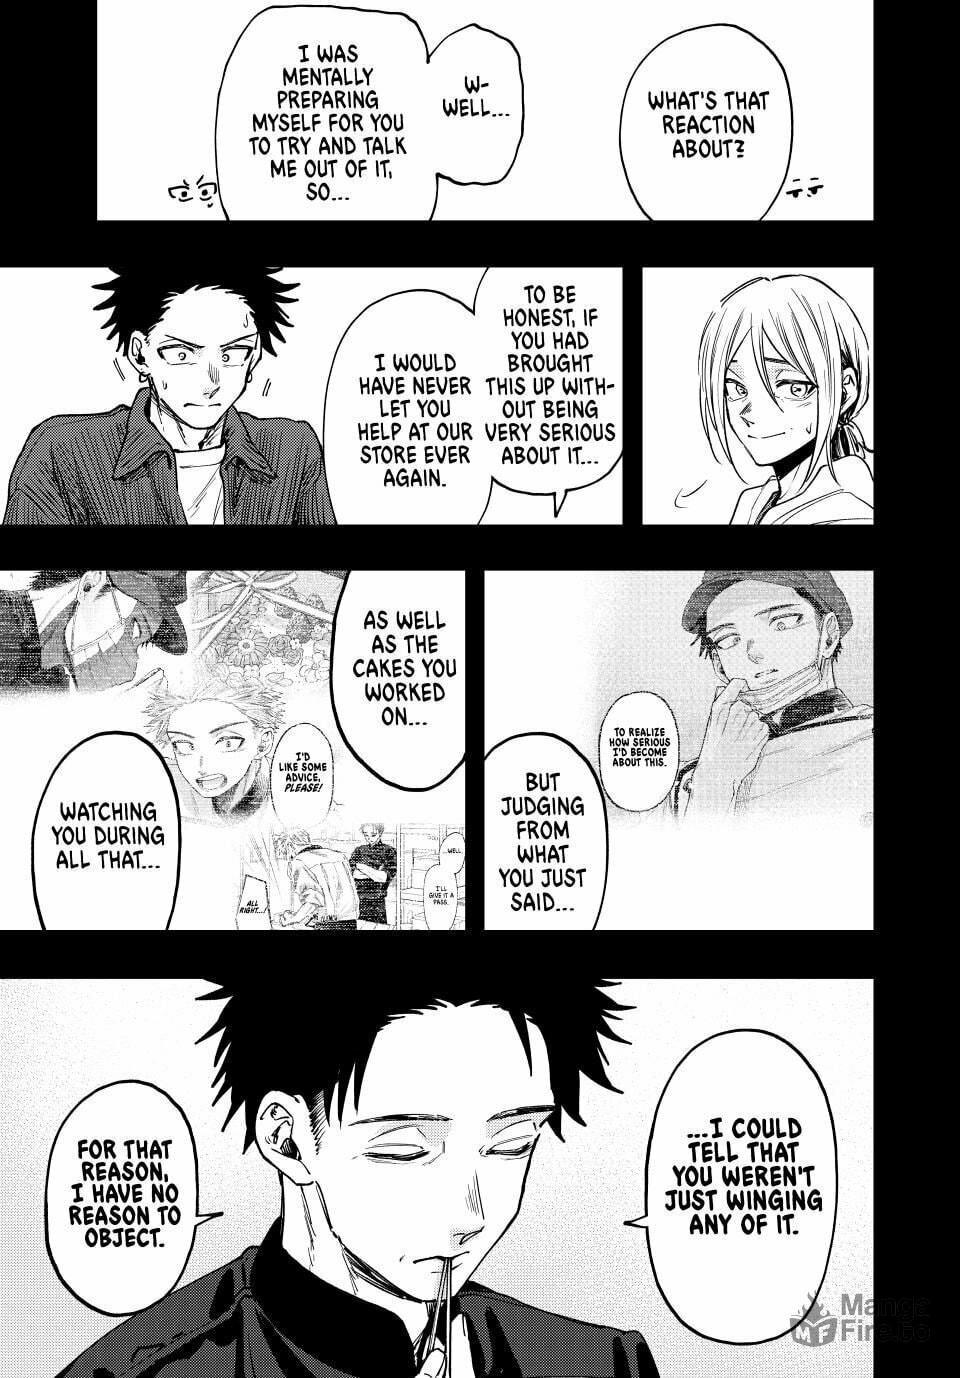 WHAT'S THAT
REACTION
ABOUT?
W-
WELL...
I WAS
MENTALLY
PREPARING
MYSELF FOR YOU
TO TRY AND TALK
ME OUT OF IT,
SO...
TO BE
HONEST, IF
YOU HAD
BROUGHT
THIS UP WITH-
OUT BEING
VERY SERIOUS
ABOUT IT...
I WOULD
HAVE NEVER
LET YOU
HELP AT OUR
STORE EVER
AGAIN.
TO REALIZE
HOW SERIOUS
I'D BECOME
ABOUT THIS.
BUT
JUDGING
FROM
WHAT
YOU JUST
SAID...
AS WELL
AS THE
CAKES YOU
WORKED
ON...
I'D
LIKE SOME
ADVICE,
PLEASE!
...WELL.
I'LL
GIVE IT A
PASS.
ALL
RIGHT...!
WATCHING
YOU DURING
ALL THAT...
...I COULD
TELL THAT
YOU WEREN'T
JUST WINGING
ANY OF IT.
FOR THAT
REASON,
I HAVE NO
REASON TO
OBJECT.
MF
Manga
Fire.to